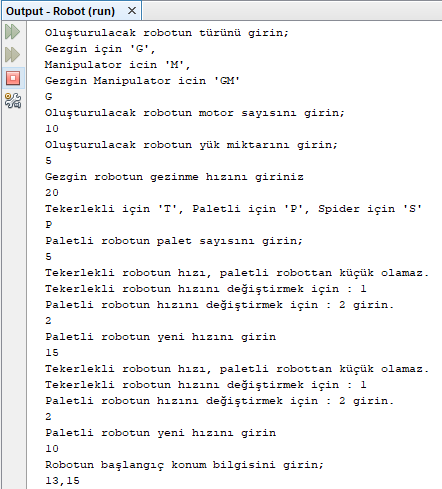 Output - Robot (run) ×
Oluşturulacak robotun türünü girin;
Gezgin için 'G',
Manipulator icin 'M',
Gezgin Manipulator icin 'GM'
G
Oluşturulacak robotun motor sayısını girin;
10
Oluşturulacak robotun yük miktarını girin;
5
Gezgin robotun gezinme hızını giriniz
20
Tekerlekli için 'T', Paletli için 'P', Spider için 'S'
P
Paletli robotun palet sayısını girin;
5
Tekerlekli robotun hızı, paletli robottan küçük olamaz.
Tekerlekli robotun hızını değiştirmek için : 1
Paletli robotun hızını değiştirmek için : 2 girin.
2
Paletli robotun yeni hızını girin
15
Tekerlekli robotun hızı, paletli robottan küçük olamaz.
Tekerlekli robotun hızını değiştirmek için : 1
Paletli robotun hızını değiştirmek için : 2 girin.
2
Paletli robotun yeni hızını girin
10
Robotun başlangıç konum bilgisini girin;
13,15